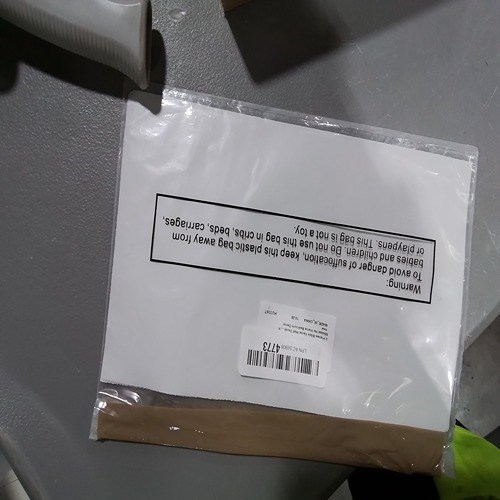 Warning:
To avoid danger of suffocation, keep this plastic bag away from
babies and children. Do not use this bag in cribs, beds, carriages,
or playpens. This bag is not a toy.
4773